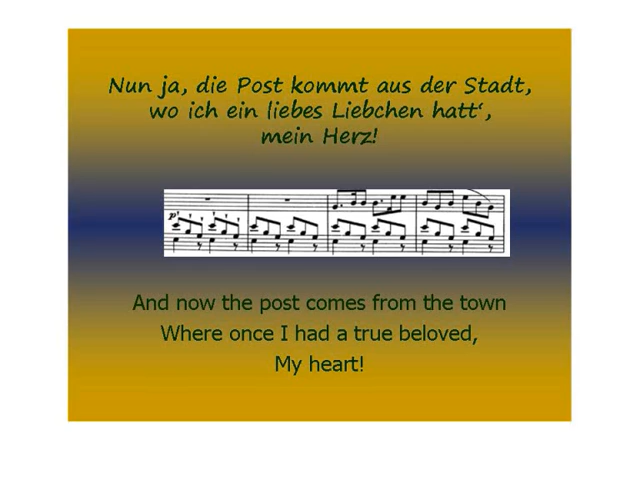 Nun ja, die Post kommt aus der Stadt,
wo ich ein liebes Liebchen hatt‘,
mein Herz!
p
And now the post comes from the town
Where once I had a true beloved,
My heart!